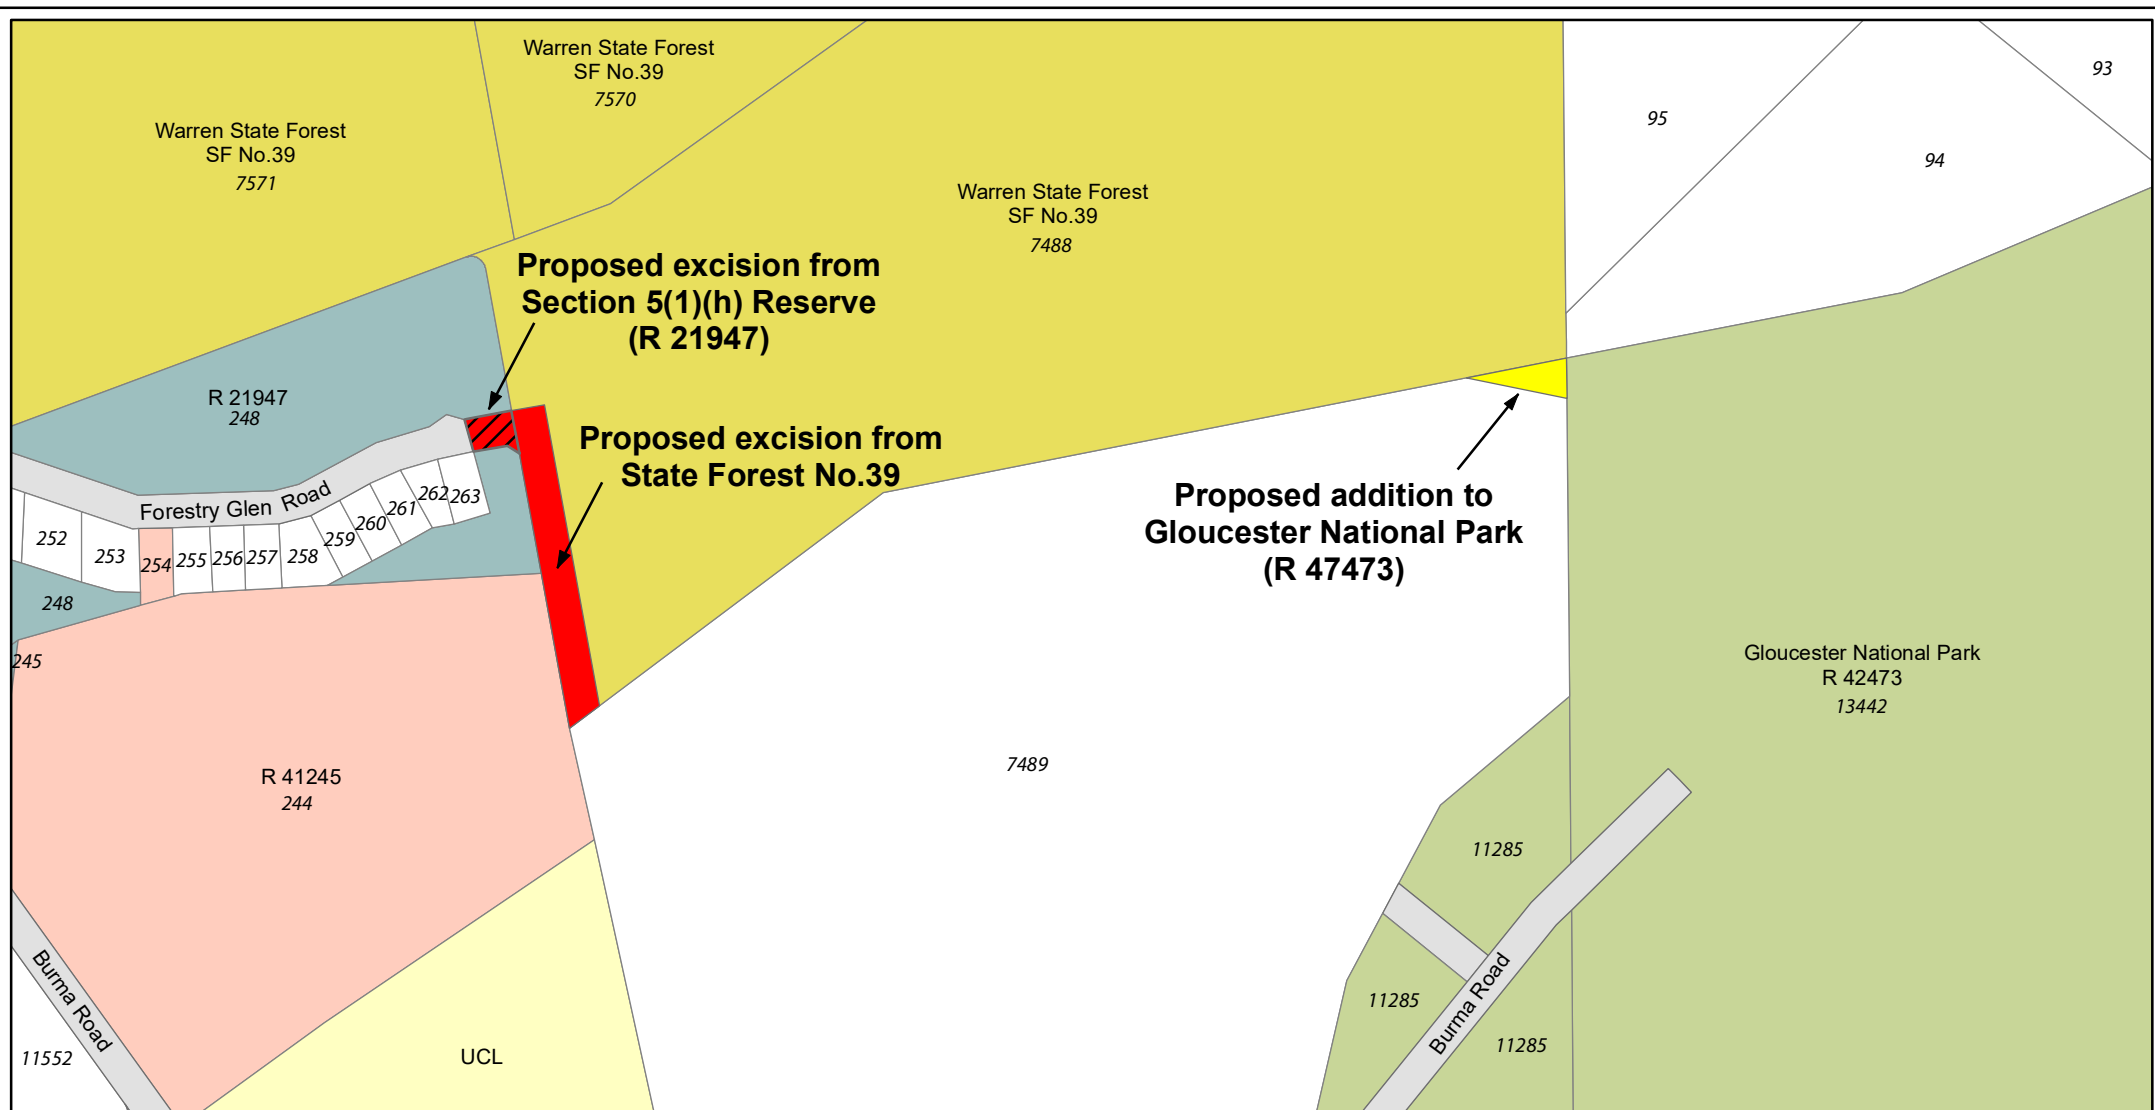 Warren State Forest
SF No.39
7570
93
95
Warren State Forest
SF No.39
7571
94
Warren State Forest
SF No.39
7488
Proposed excision from
Section 5(1)(h) Reserve
(R 21947)
R 21947
248
Proposed excision from
State Forest No.39
Proposed addition to
Gloucester National Park
(R 47473)
Forestry Glen Road
252
253
254
255
256
257
258
259
260
261
262
263
248
245
Gloucester National Park
R 42473
13442
R 41245
244
7489
11285
11285
11285
Burma Road
Burma Road
11552
UCL